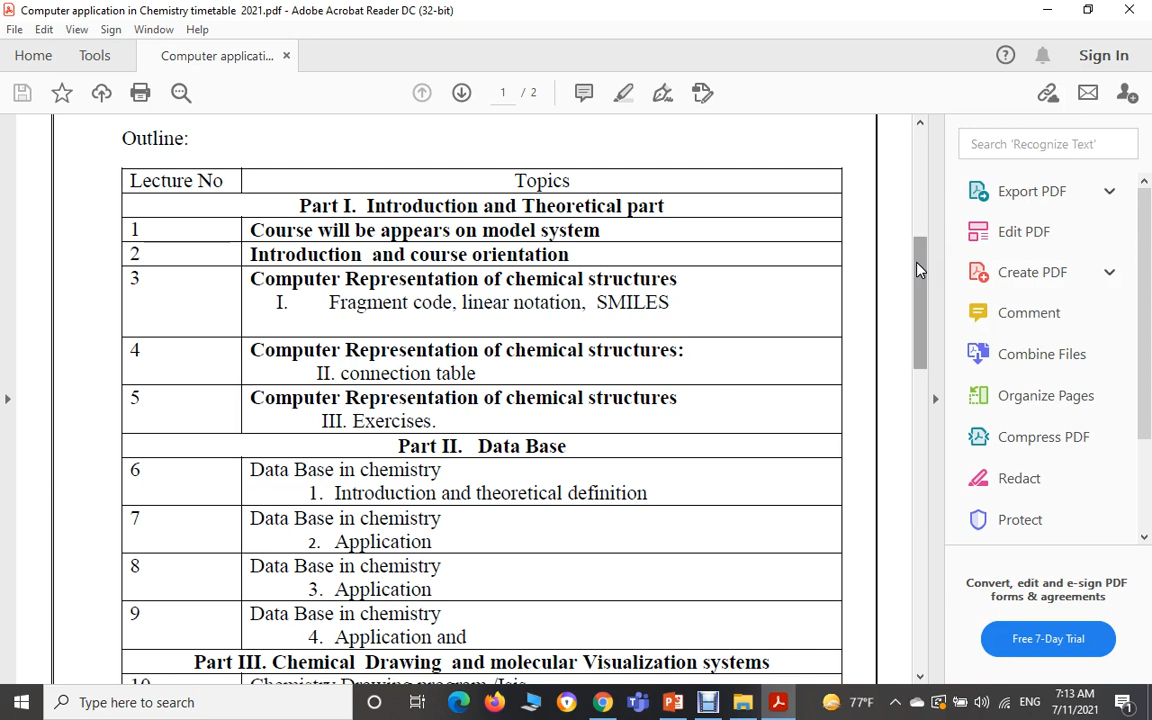 Computer application in Chemistry timetable 2021.pdf - Adobe Acrobat Reader DC (32-bit)
File Edit View Sign Window Help
Home Tools Computer applicati... × Sign In
1 / 2
Outline:
Lecture No Topics
Part I. Introduction and Theoretical part
1 Course will be appears on model system
2 Introduction and course orientation
3 Computer Representation of chemical structures
I. Fragment code, linear notation, SMILES
4 Computer Representation of chemical structures:
II. connection table
5 Computer Representation of chemical structures
III. Exercises.
Part II. Data Base
6 Data Base in chemistry
1. Introduction and theoretical definition
7 Data Base in chemistry
2. Application
8 Data Base in chemistry
3. Application
9 Data Base in chemistry
4. Application and
Part III. Chemical Drawing and molecular Visualization systems
Search 'Recognize Text'
Export PDF
Edit PDF
Create PDF
Comment
Combine Files
Organize Pages
Compress PDF
Redact
Protect
Convert, edit and e-sign PDF
forms & agreements
Free 7-Day Trial
Type here to search
77°F ENG
7:13 AM
7/11/2021
1